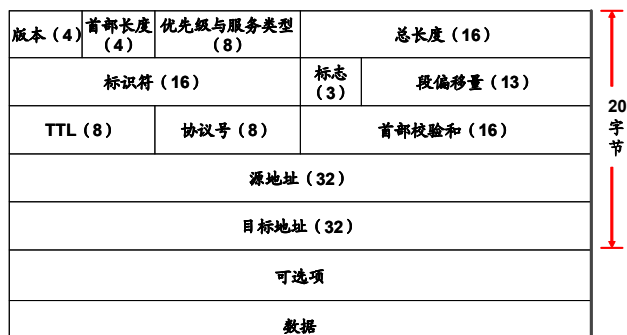 版本（4） 首部长度（4） 优先级与服务类型（8） 总长度（16）
标识符（16） 标志（3） 段偏移量（13）
TTL（8） 协议号（8） 首部校验和（16）
源地址（32）
目标地址（32）
可选项
数据
20字节